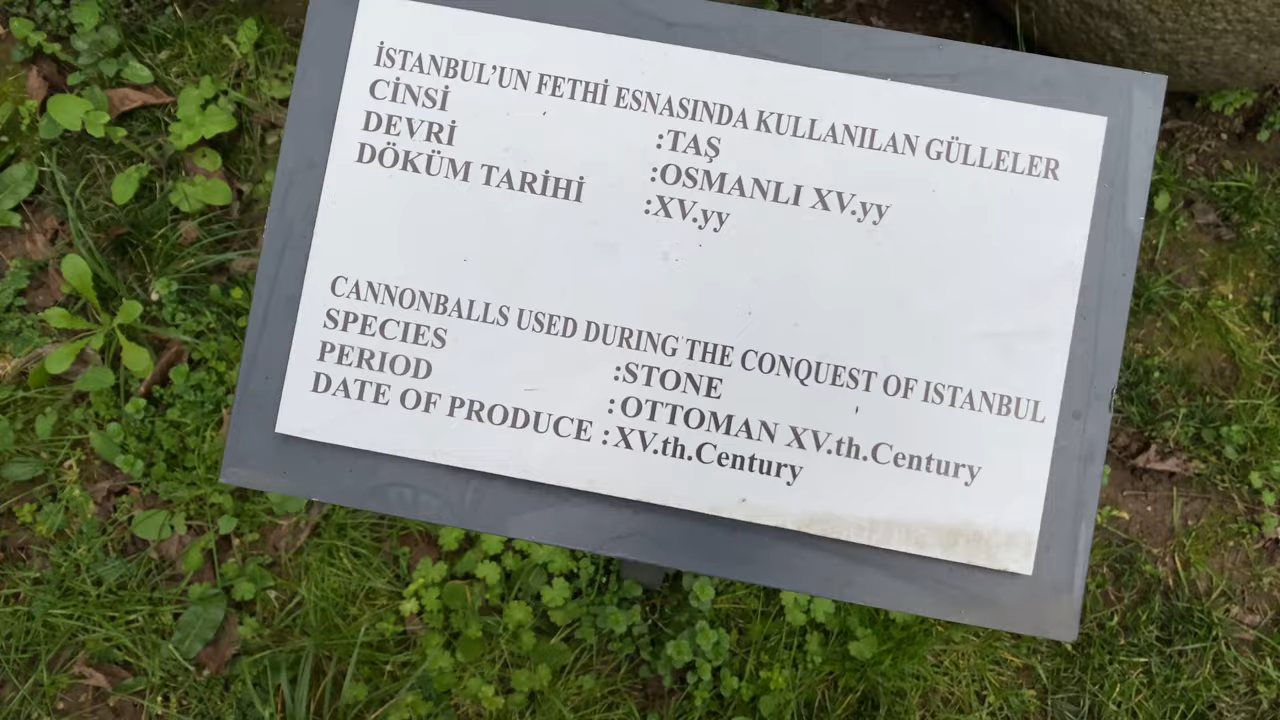 İSTANBUL'UN FETHİ ESNASINDA KULLANILAN GÜLLELER
CİNSİ :TAŞ
DEVRİ :OSMANLI XV.yy
DÖKÜM TARİHİ :XV.yy
CANNONBALLS USED DURING THE CONQUEST OF ISTANBUL
SPECIES :STONE
PERIOD :OTTOMAN XV.th.Century
DATE OF PRODUCE :XV.th.Century